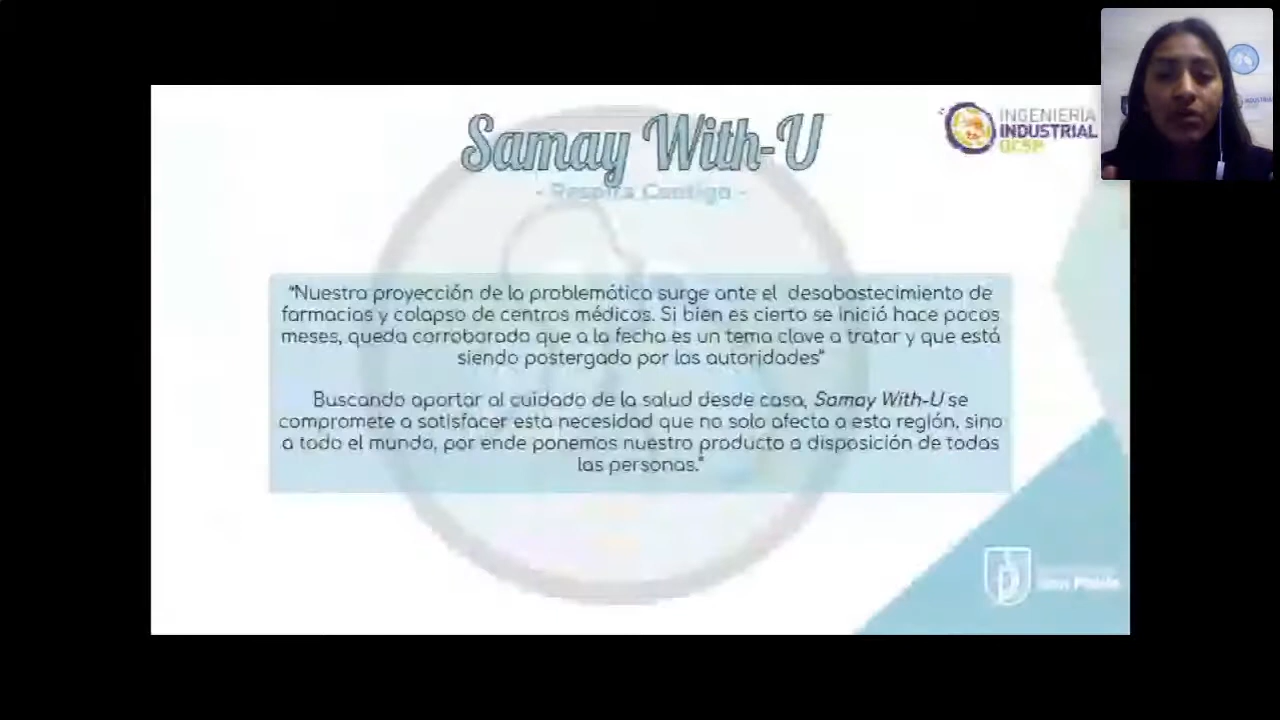 Samay With-U
- Respira Contigo -
INGENIERÍA
INDUSTRIAL
UCSP
"Nuestra proyección de la problemática surge ante el desabastecimiento de
farmacias y colapso de centros médicos. Si bien es cierto se inició hace pocos
meses, queda corroborado que a la fecha es un tema clave a tratar y que está
siendo postergado por las autoridades"
Buscando aportar al cuidado de la salud desde casa, Samay With-U se
compromete a satisfacer esta necesidad que no solo afecta a esta región, sino
a todo el mundo, por ende ponemos nuestro producto a disposición de todas
las personas."
San Pablo